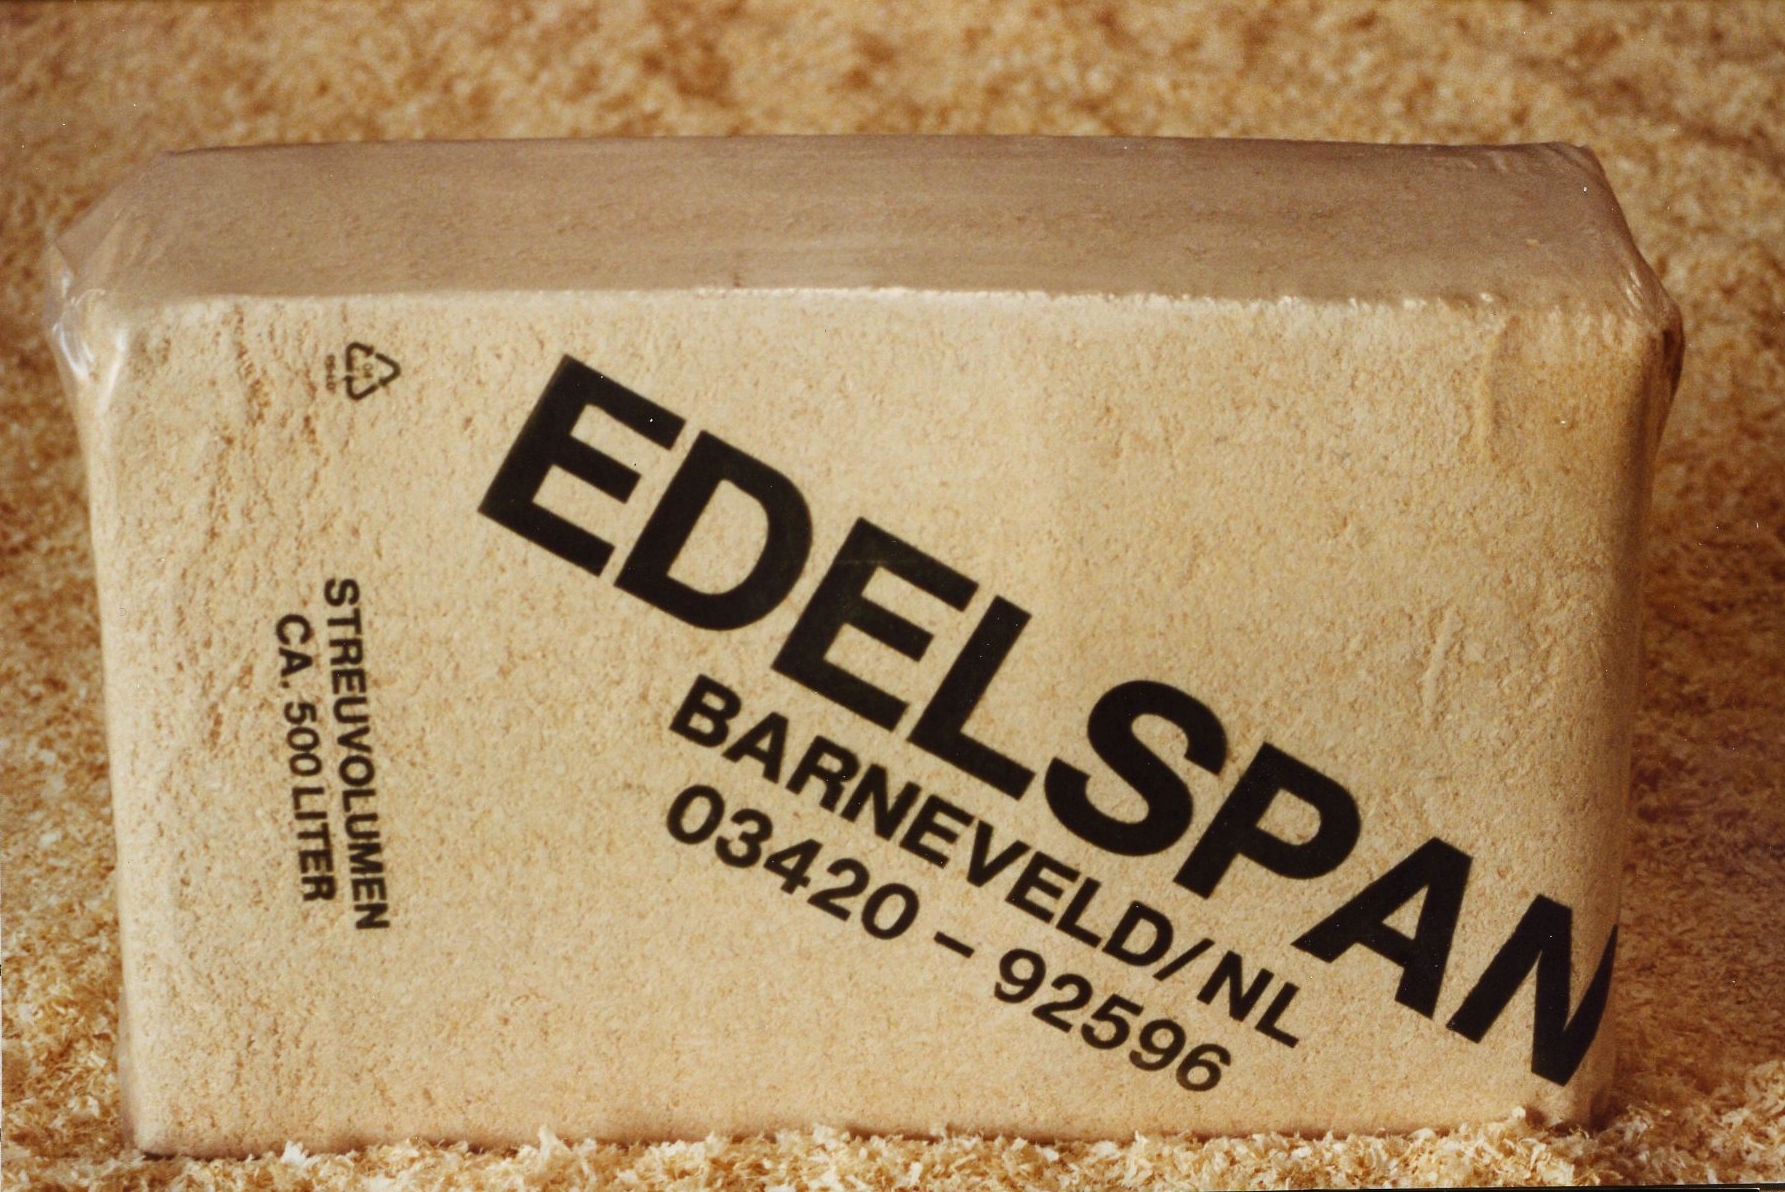 EDELSPAN
BARNEVELD/NL
03420 - 92596
STREUVOLUMEN
CA. 500 LITER